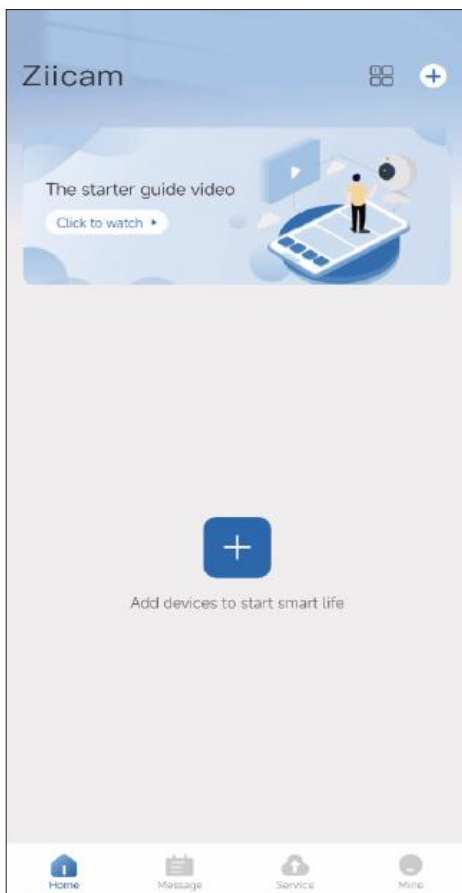 Ziicam
The starter guide video
Click to watch
Add devices to start smart life
Home
Message
Service
Mine